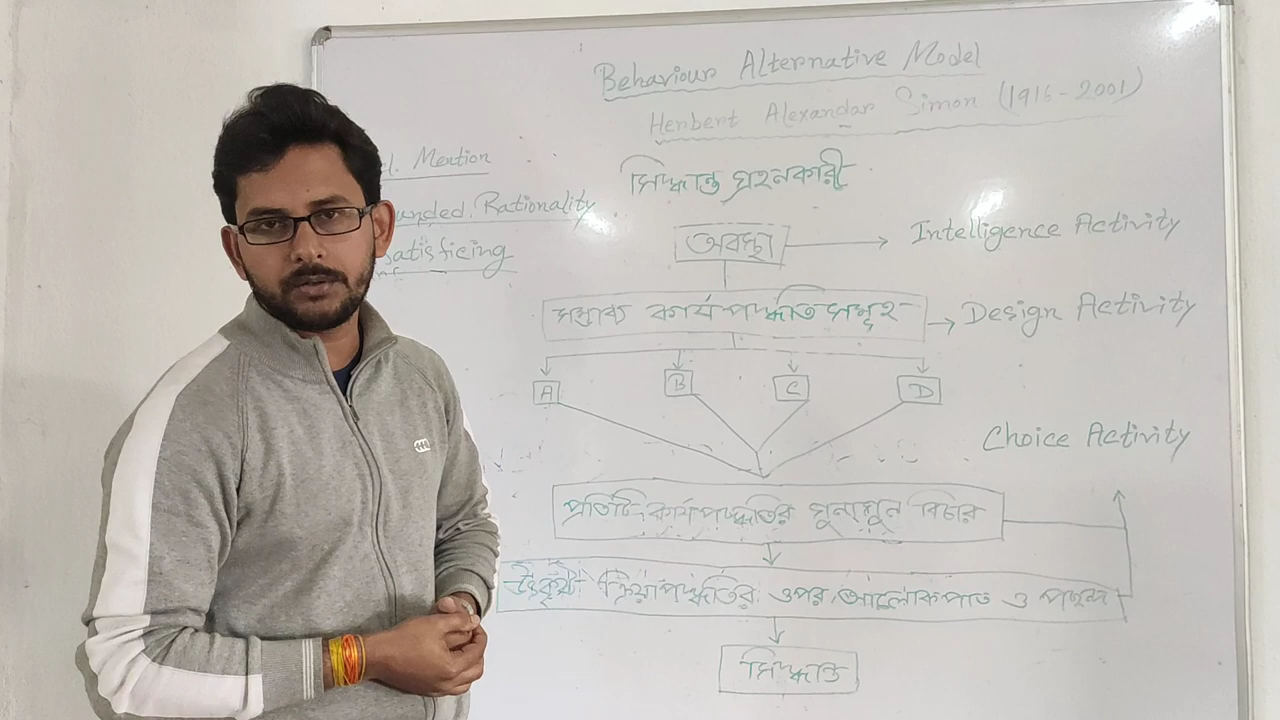 Behaviour Alternative Model
Herbert Alexandar Simon (1916-2001)
Mention
Rationality
satisficing
সিদ্ধান্ত গ্রহনকারী
অবস্থা
Intelligence Activity
সম্ভাব্য কার্যপদ্ধতিসমূহ
Design Activity
A B C D
Choice Activity
প্রতিটি কার্যপদ্ধতির গুনাগুন বিচার
উৎকৃষ্ট ক্রিয়াপদ্ধতির ওপর আলোকপাত ও পছন্দ
সিদ্ধান্ত